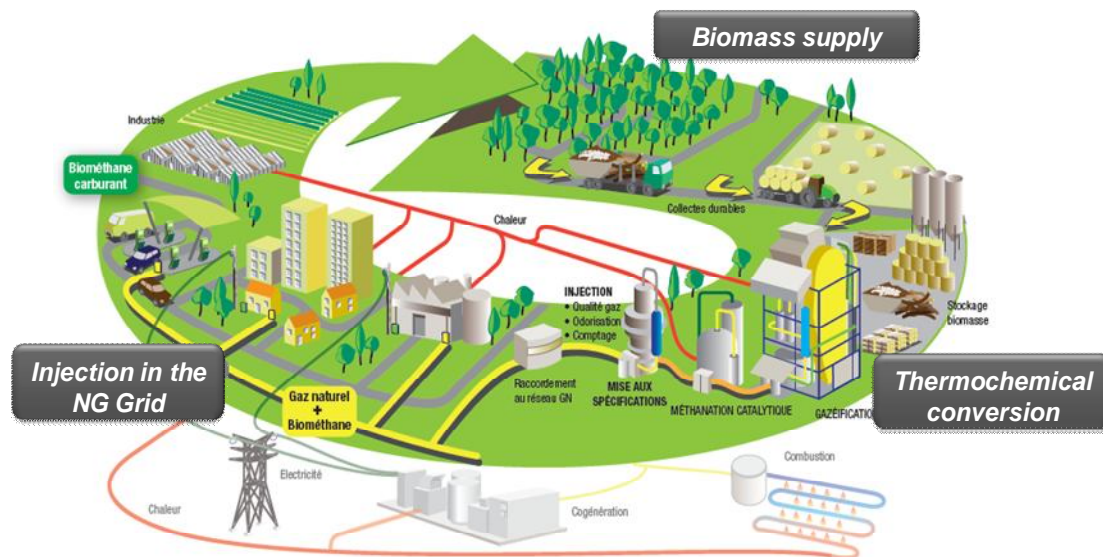 Biomass supply
Industrie
Biométhane
carburant
Chaleur
Collectes durables
INJECTION
• Qualité gaz
• Odorisation
• Comptage
Stockage
biomasse
Injection in the
NG Grid
Gaz naturel
+
Biométhane
Raccordement
au réseau GN
MISE AUX
SPÉCIFICATIONS
MÉTHANATION CATALYTIQUE
GAZÉIFICATION
Thermochemical
conversion
Electricité
Chaleur
Cogénération
Combustion